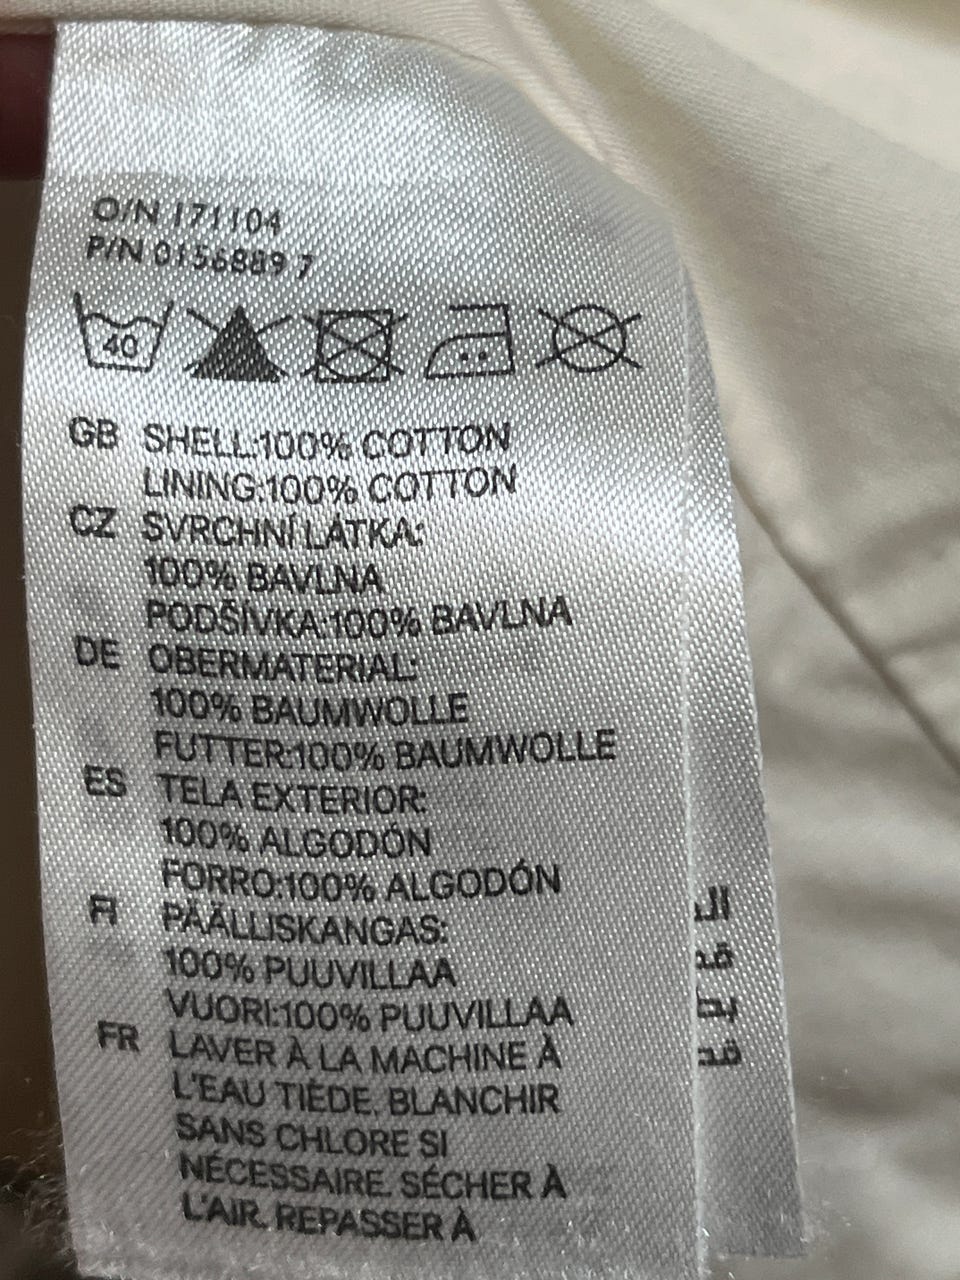 O/N 171104
P/N 0156889 7
40
GB SHELL:100% COTTON
LINING:100% COTTON
CZ SVRCHNÍ LÁTKA:
100% BAVLNA
PODŠÍVKA:100% BAVLNA
DE OBERMATERIAL:
100% BAUMWOLLE
FUTTER:100% BAUMWOLLE
ES TELA EXTERIOR:
100% ALGODÓN
FORRO:100% ALGODÓN
FI PÄÄLLISKANGAS:
100% PUUVILLAA
VUORI:100% PUUVILLAA
FR LAVER À LA MACHINE À
L'EAU TIÈDE. BLANCHIR
SANS CHLORE SI
NÉCESSAIRE. SÉCHER À
L'AIR. REPASSER À